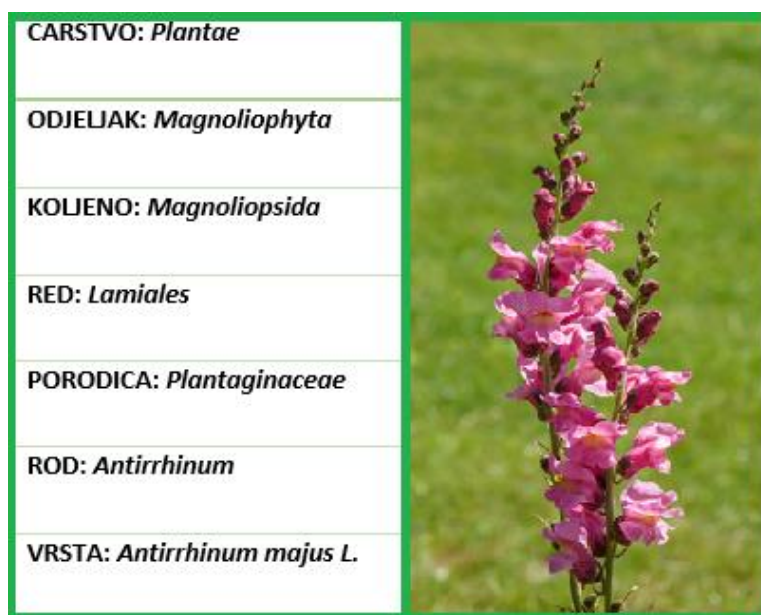 CARSTVO: Plantae
ODJELJAK: Magnoliophyta
KOLJENO: Magnoliopsida
RED: Lamiales
PORODICA: Plantaginaceae
ROD: Antirrhinum
VRSTA: Antirrhinum majus L.